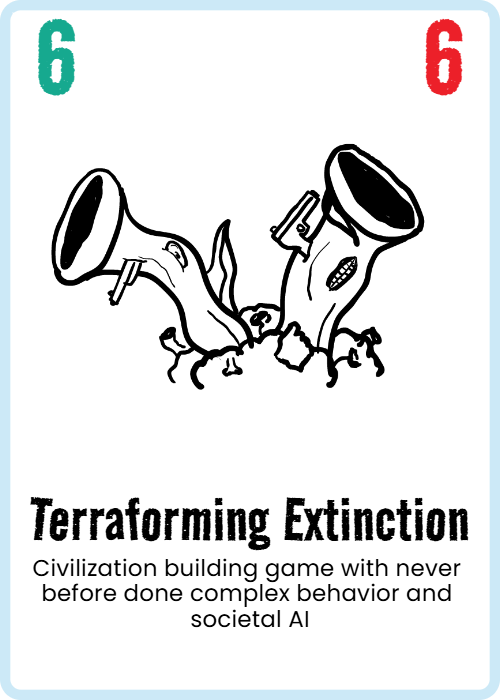 6 6
Terraforming Extinction
Civilization building game with never
before done complex behavior and
societal AI